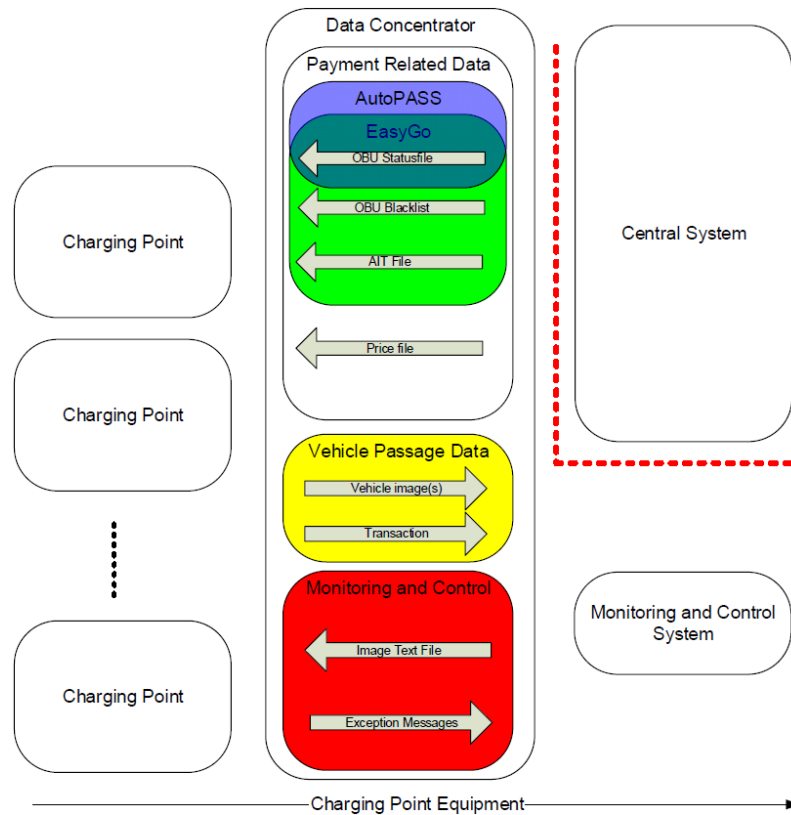 Data Concentrator
Payment Related Data
AutoPASS
EasyGo
OBU Statusfile
OBU Blacklist
AIT File
Price file
Charging Point
Charging Point
Charging Point
Central System
Vehicle Passage Data
Vehicle image(s)
Transaction
Monitoring and Control
Image Text File
Exception Messages
Monitoring and Control
System
Charging Point Equipment